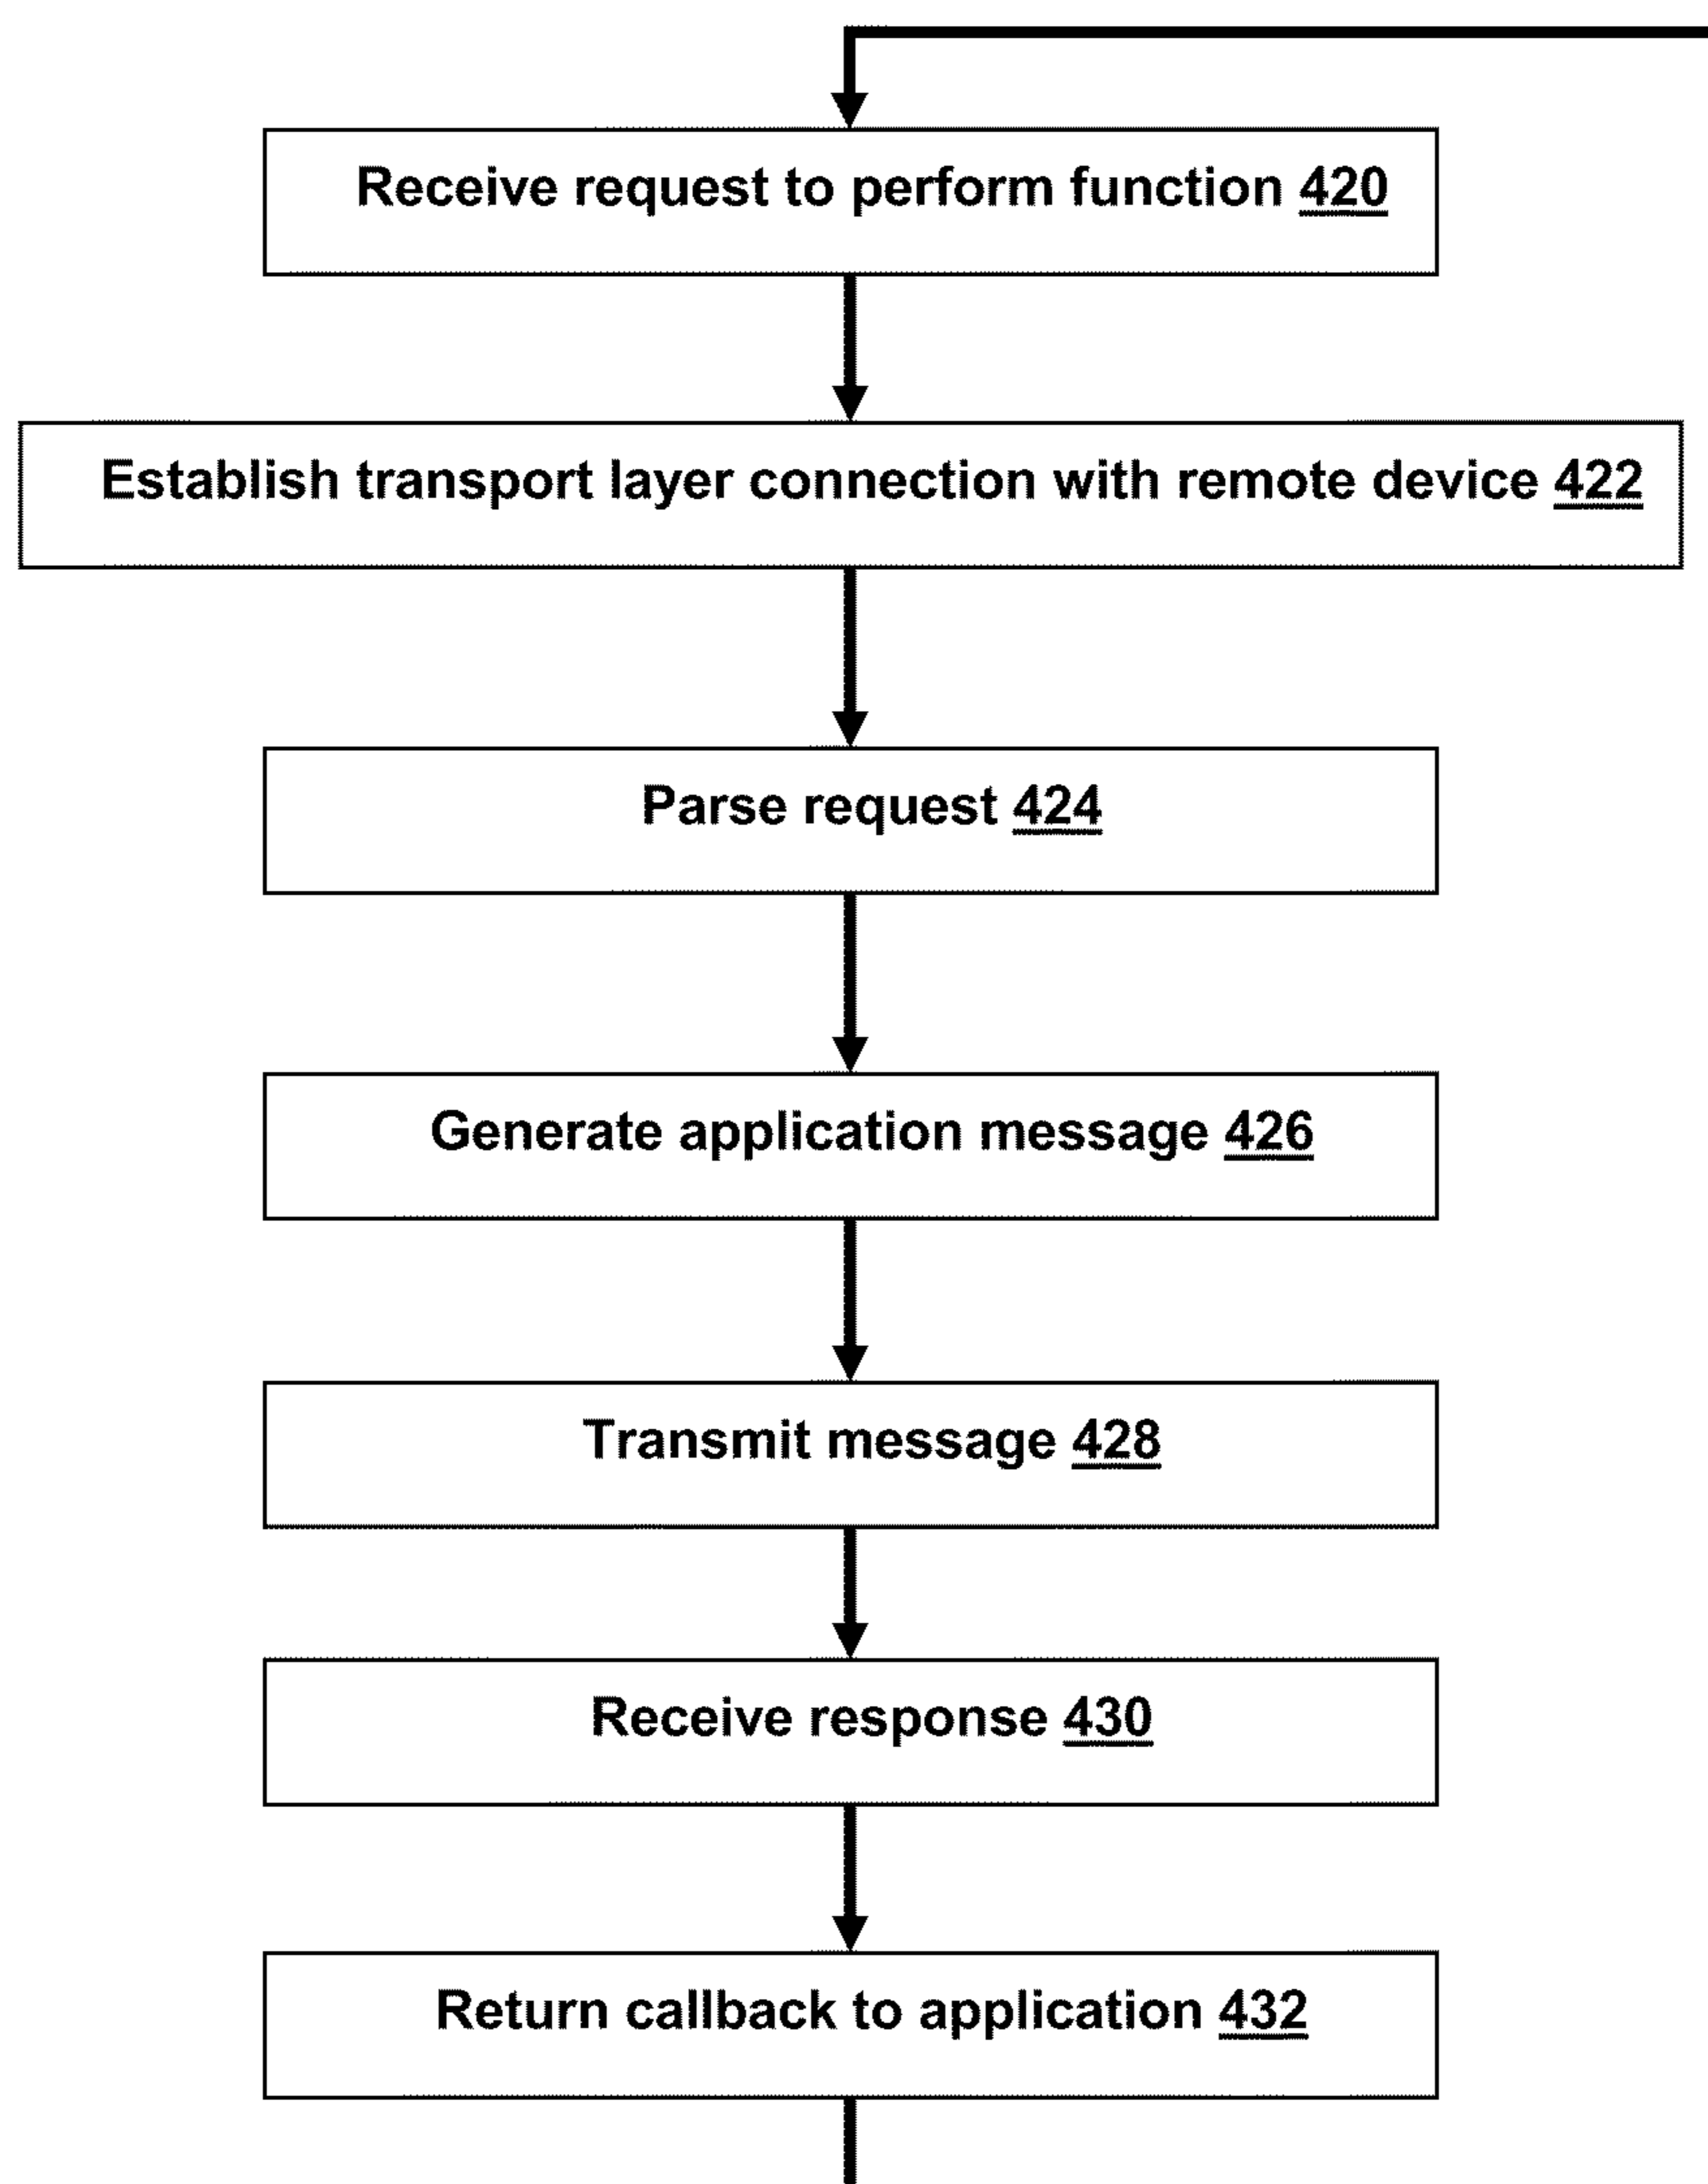 Receive request to perform function 420
Establish transport layer connection with remote device 422
Parse request 424
Generate application message 426
Transmit message 428
Receive response 430
Return callback to application 432